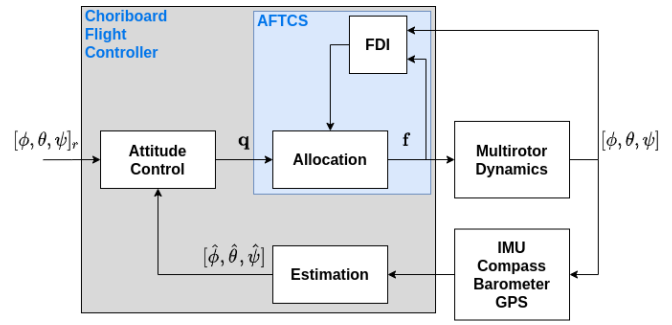 Choriboard
Flight
Controller
AFTCS
FDI
[ϕ, θ, ψ]ᵣ
Attitude
Control
q
Allocation
f
Multirotor
Dynamics
[ϕ, θ, ψ]
[ϕ̂, θ̂, ψ̂]
Estimation
IMU
Compass
Barometer
GPS